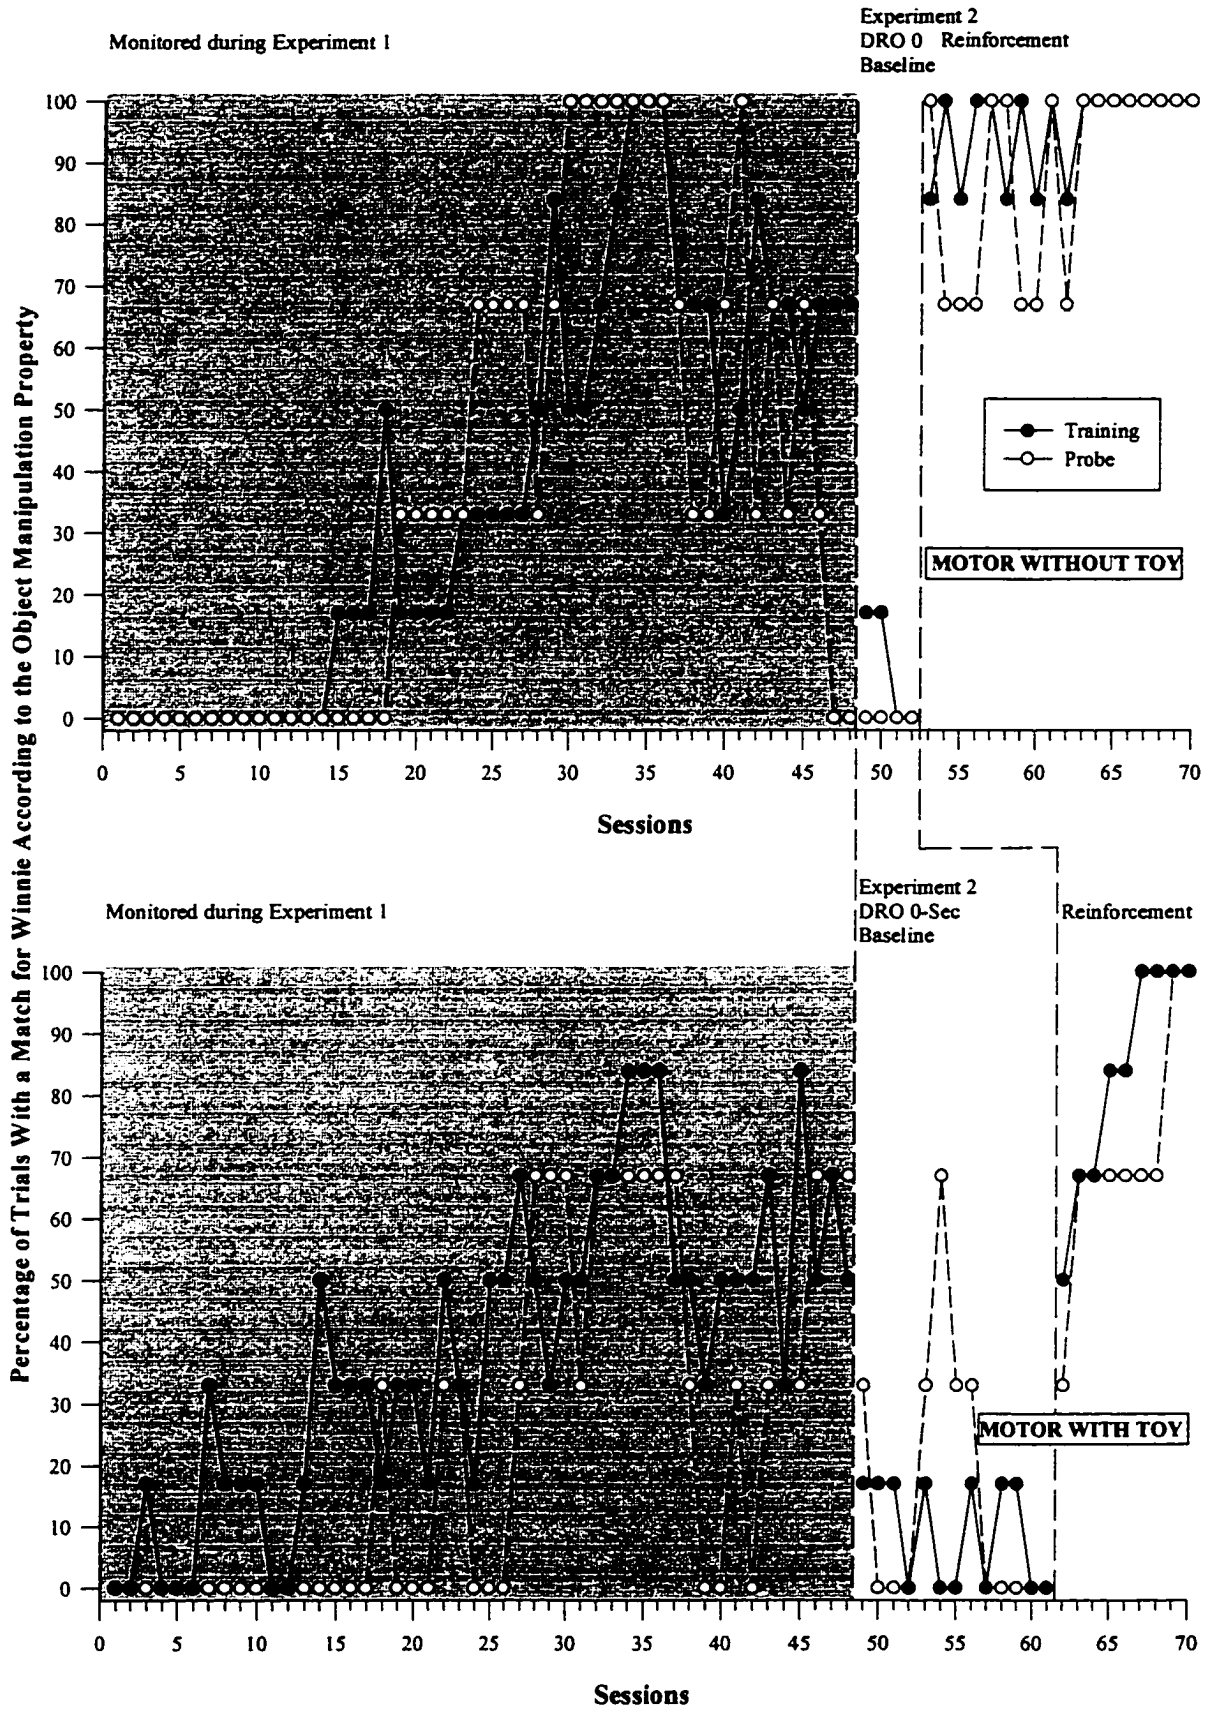 Experiment 2
Monitored during Experiment 1
DRO 0 Reinforcement
Baseline
100
90
80
70
60
50
40
30
20
10
0
Training
Probe
MOTOR WITHOUT TOY
0 5 10 15 20 25 30 35 40 45 50 55 60 65 70
Sessions
Percentage of Trials With a Match for Winnie According to the Object Manipulation Property
Experiment 2
Monitored during Experiment 1
DRO 0-Sec
Reinforcement
Baseline
100
90
80
70
60
50
40
30
20
10
0
MOTOR WITH TOY
0 5 10 15 20 25 30 35 40 45 50 55 60 65 70
Sessions